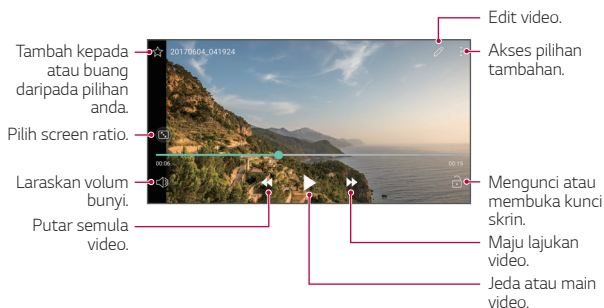 Edit video.
Akses pilihan
tambahan.
Tambah kepada
atau buang
daripada pilihan
anda.
20170604_041924
Pilih screen ratio.
00:06
00:18
Laraskan volum
bunyi.
Mengunci atau
membuka kunci
skrin.
Putar semula
video.
Maju lajukan
video.
Jeda atau main
video.